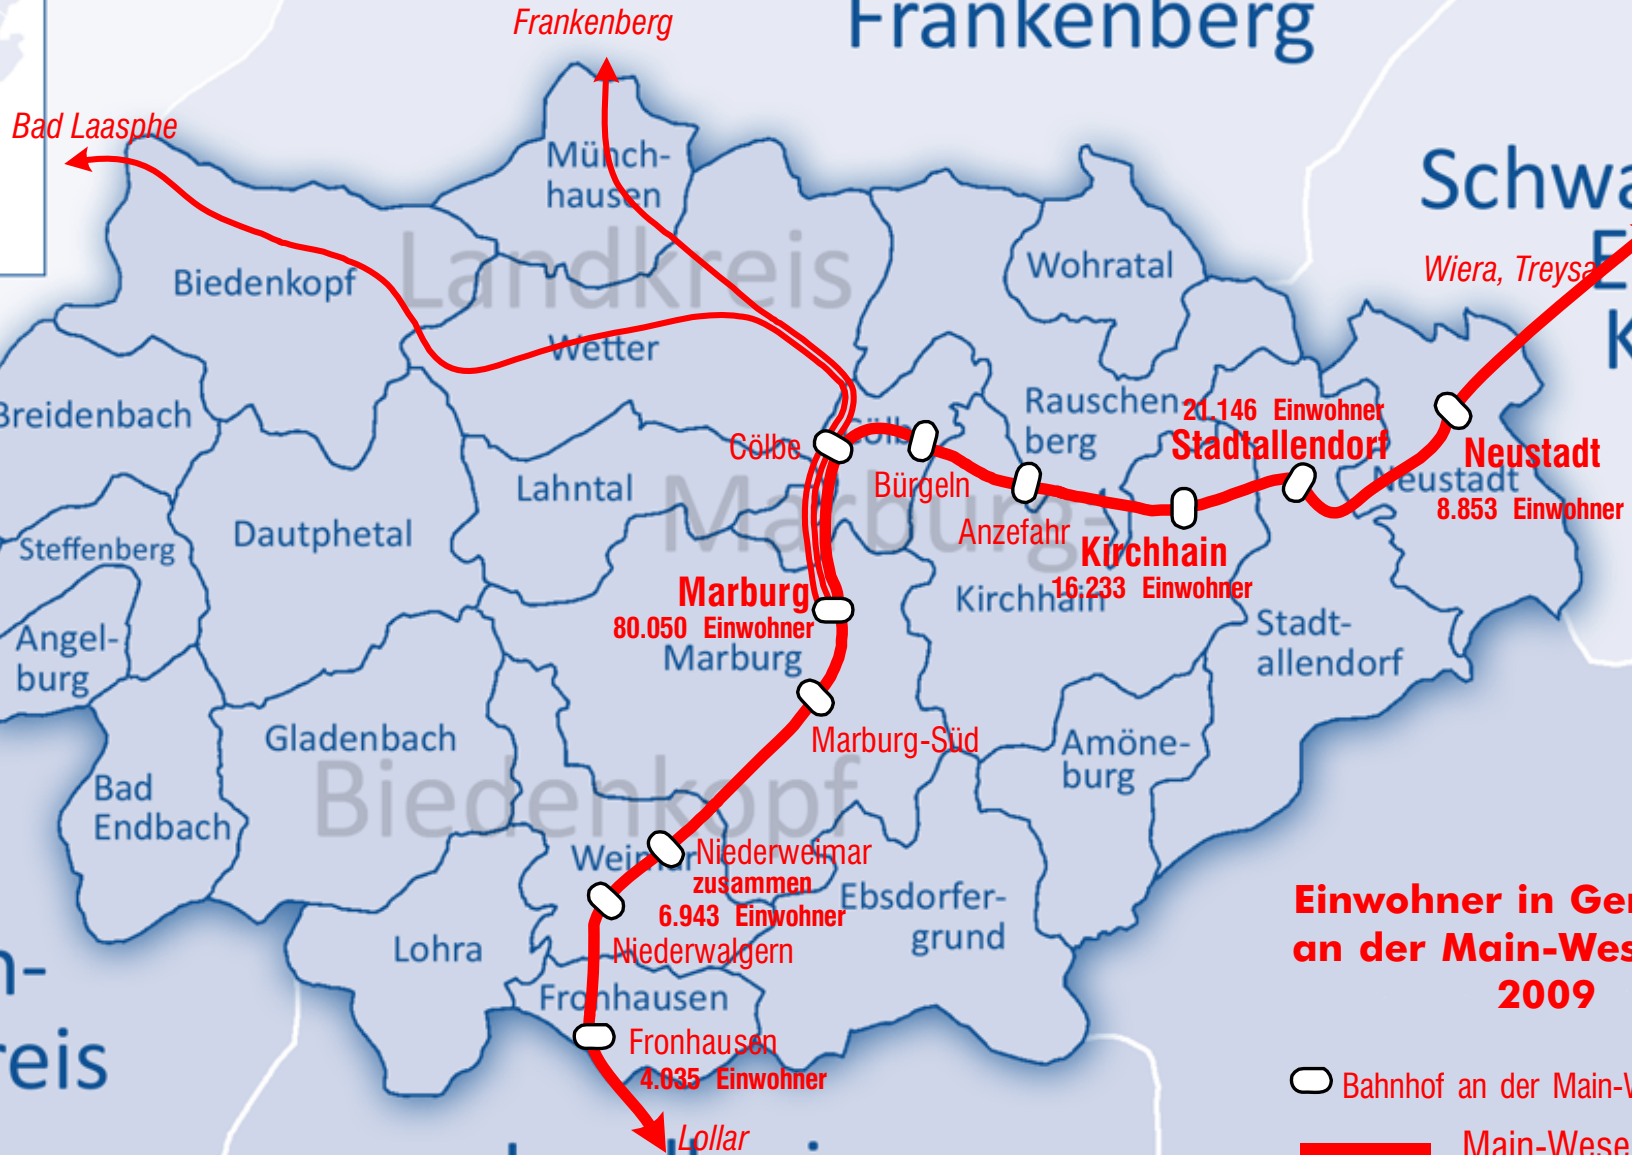 Frankenberg
Frankenberg
Bad Laasphe
Münch-
hausen
Schwa
Landkreis
Wohratal
Wiera, Treysa
E
K
Biedenkopf
Wetter
Breidenbach
Rauschen-
berg
21.146 Einwohner
Stadtallendorf
Cölbe
Cölbe
Neustadt
Neustadt
8.853 Einwohner
Lahntal
Bürgeln
Marburg-
Dautphetal
Anzefahr
Steffenberg
Kirchhain
16.233 Einwohner
Kirchhain
Marburg
80.050 Einwohner
Marburg
Stadt-
allendorf
Angel-
burg
Gladenbach
Marburg-Süd
Amöne-
burg
Biedenkopf
Bad
Endbach
Weimar
Niederweimar
zusammen
6.943 Einwohner
Niederwalgern
Ebsdorfer-
grund
Einwohner in Ge
an der Main-Wes
2009
Lohra
n-
reis
Fronhausen
Fronhausen
4.035 Einwohner
Bahnhof an der Main-W
Lollar
Main-Wese